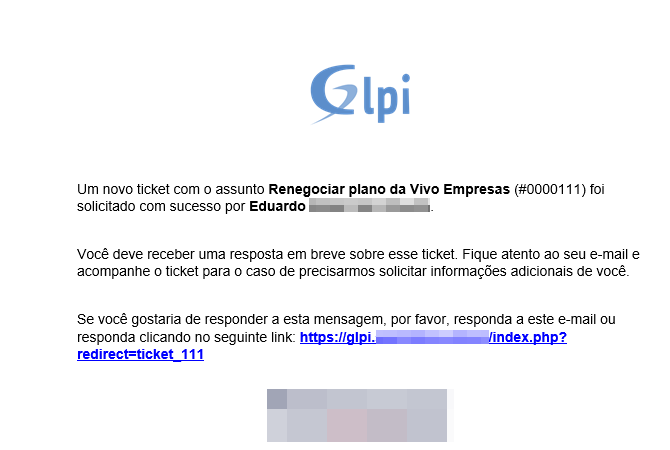 Glpi
Um novo ticket com o assunto Renegociar plano da Vivo Empresas (#0000111) foi
solicitado com sucesso por Eduardo .
Você deve receber uma resposta em breve sobre esse ticket. Fique atento ao seu e-mail e
acompanhe o ticket para o caso de precisarmos solicitar informações adicionais de você.
Se você gostaria de responder a esta mensagem, por favor, responda a este e-mail ou
responda clicando no seguinte link: https://glpi. /index.php?
redirect=ticket_111